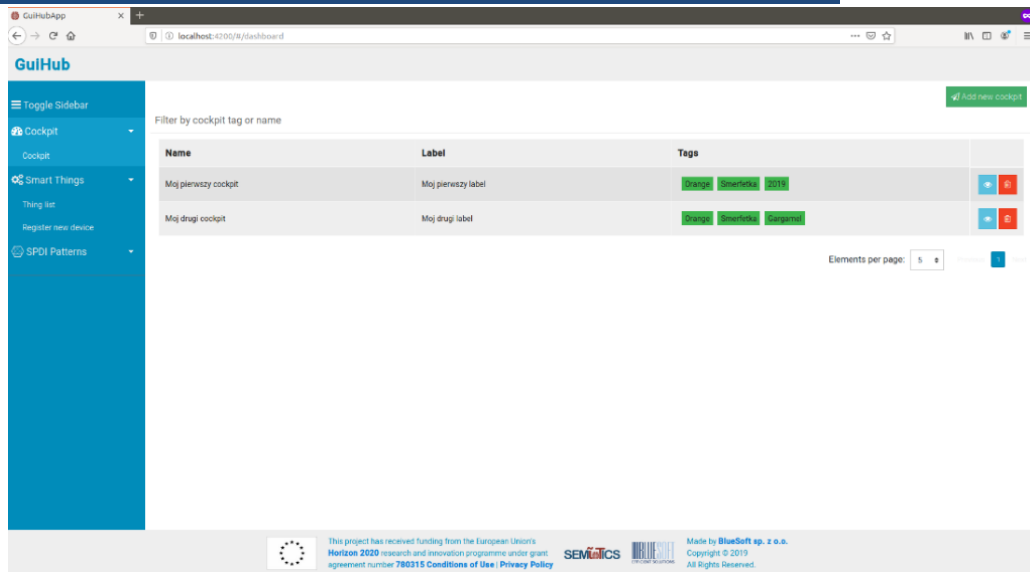 GuiHubApp
localhost:4200/#/dashboard
GuiHub
Toggle Sidebar
Cockpit
Cockpit
Smart Things
Thing list
Register new device
SPDI Patterns
Add new cockpit
Filter by cockpit tag or name
Name Label Tags
Moj pierwszy cockpit Moj pierwszy label Orange Smerfetka 2019
Moj drugi cockpit Moj drugi label Orange Smerfetka Gargamel
Elements per page: 5 1
This project has received funding from the European Union's
Horizon 2020 research and innovation programme under grant
agreement number 780315 Conditions of Use | Privacy Policy
SEMIoTICS
BLUESOFT
Made by BlueSoft sp. z o.o.
Copyright © 2019
All Rights Reserved.